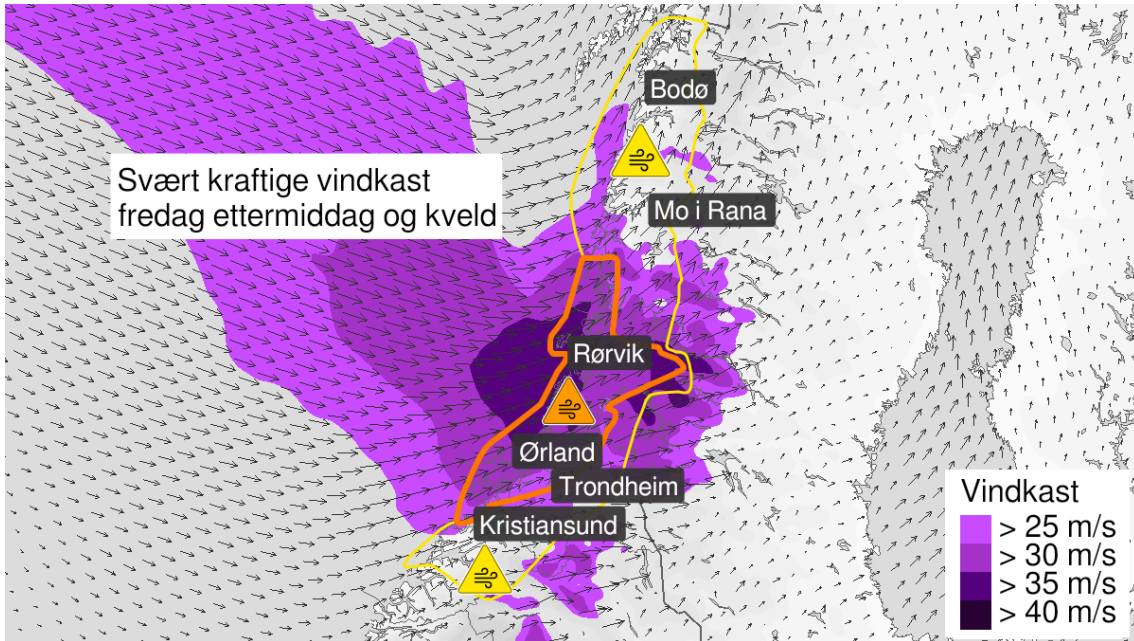 Bodø
Svært kraftige vindkast
fredag ettermiddag og kveld
Mo i Rana
Rørvik
Ørland
Trondheim
Kristiansund
Vindkast
> 25 m/s
> 30 m/s
> 35 m/s
> 40 m/s